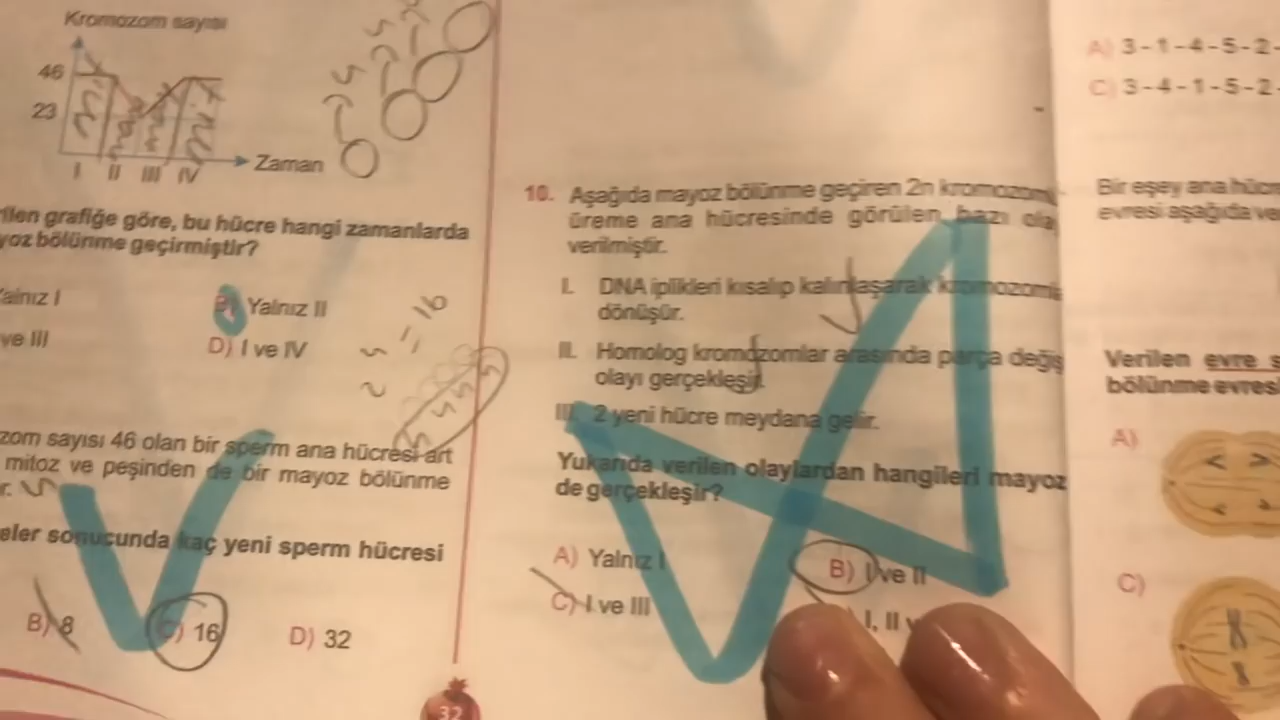 Kromozom sayısı
46
23
Zaman
I II III IV
rilen grafiğe göre, bu hücre hangi zamanlarda
yoz bölünme geçirmiştir?
Yalnız I
B) Yalnız II
ve III
D) I ve IV
= 16
zom sayısı 46 olan bir sperm ana hücresi art
mitoz ve peşinden de bir mayoz bölünme
r.
eler sonucunda kaç yeni sperm hücresi
B) 8
C) 16
D) 32
32
10. Aşağıda mayoz bölünme geçiren 2n kromozomlu
üreme ana hücresinde görülen bazı ola
verilmiştir.
I. DNA iplikleri kısalıp kalınlaşarak kromozomla
dönüşür.
II. Homolog kromozomlar arasında parça değiş
olayı gerçekleşir.
III. 2 yeni hücre meydana gelir.
Yukarıda verilen olaylardan hangileri mayoz
de gerçekleşir?
A) Yalnız I
B) I ve II
C) I ve III
I, II v
A) 3-1-4-5-2-
C) 3-4-1-5-2-
Bir eşey ana hücr
evresi aşağıda ve
Verilen evre s
bölünme evres
A)
C)